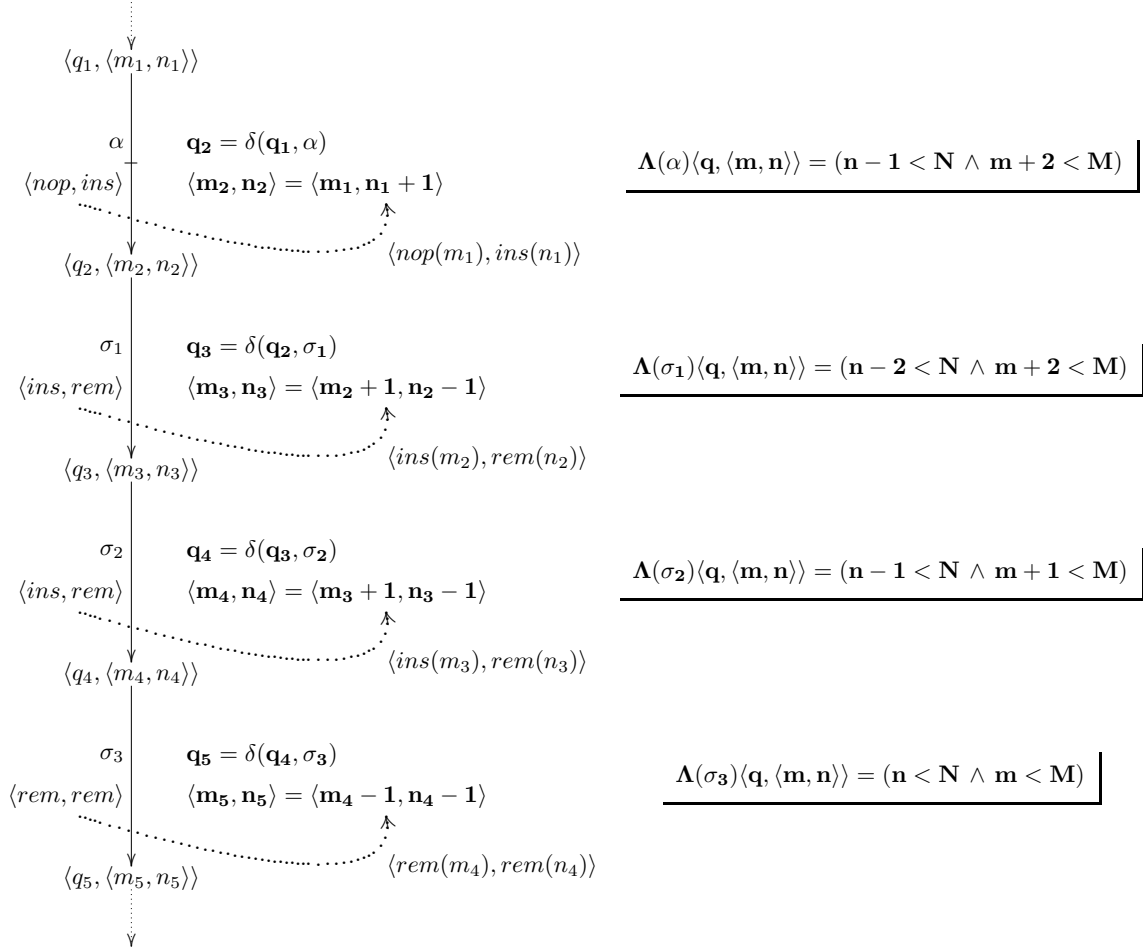 ⟨q₁, ⟨m₁, n₁⟩⟩
α q₂ = δ(q₁, α)
Λ(α)⟨q, ⟨m, n⟩⟩ = (n − 1 < N ∧ m + 2 < M)
⟨nop, ins⟩ ⟨m₂, n₂⟩ = ⟨m₁, n₁ + 1⟩
⟨nop(m₁), ins(n₁)⟩
⟨q₂, ⟨m₂, n₂⟩⟩
σ₁ q₃ = δ(q₂, σ₁)
Λ(σ₁)⟨q, ⟨m, n⟩⟩ = (n − 2 < N ∧ m + 2 < M)
⟨ins, rem⟩ ⟨m₃, n₃⟩ = ⟨m₂ + 1, n₂ − 1⟩
⟨ins(m₂), rem(n₂)⟩
⟨q₃, ⟨m₃, n₃⟩⟩
σ₂ q₄ = δ(q₃, σ₂)
Λ(σ₂)⟨q, ⟨m, n⟩⟩ = (n − 1 < N ∧ m + 1 < M)
⟨ins, rem⟩ ⟨m₄, n₄⟩ = ⟨m₃ + 1, n₃ − 1⟩
⟨ins(m₃), rem(n₃)⟩
⟨q₄, ⟨m₄, n₄⟩⟩
σ₃ q₅ = δ(q₄, σ₃)
Λ(σ₃)⟨q, ⟨m, n⟩⟩ = (n < N ∧ m < M)
⟨rem, rem⟩ ⟨m₅, n₅⟩ = ⟨m₄ − 1, n₄ − 1⟩
⟨rem(m₄), rem(n₄)⟩
⟨q₅, ⟨m₅, n₅⟩⟩